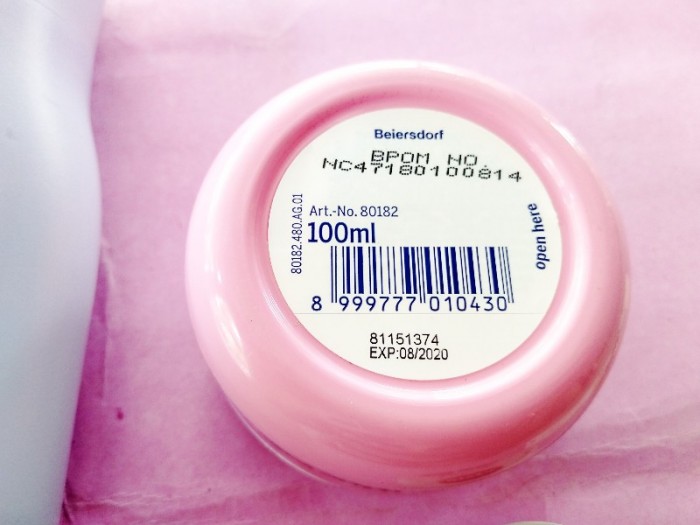 Beiersdorf
BPOM NO.
NC47180100814
80182.480.AG.01
Art.-No. 80182
100ml
open here
8 999777 010430
81151374
EXP:08/2020